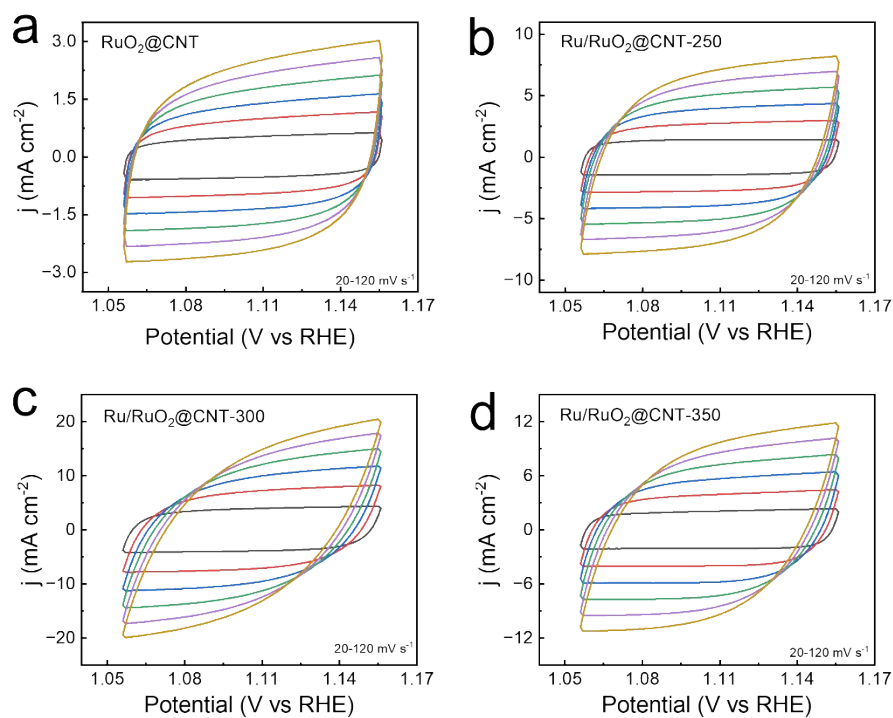 a
RuO₂@CNT
3.0
1.5
0.0
−1.5
−3.0
j (mA cm⁻²)
20-120 mV s⁻¹
1.05 1.08 1.11 1.14 1.17
Potential (V vs RHE)
b
Ru/RuO₂@CNT-250
10
5
0
−5
−10
j (mA cm⁻²)
20-120 mV s⁻¹
1.05 1.08 1.11 1.14 1.17
Potential (V vs RHE)
c
Ru/RuO₂@CNT-300
20
10
0
−10
−20
j (mA cm⁻²)
20-120 mV s⁻¹
1.05 1.08 1.11 1.14 1.17
Potential (V vs RHE)
d
Ru/RuO₂@CNT-350
12
6
0
−6
−12
j (mA cm⁻²)
20-120 mV s⁻¹
1.05 1.08 1.11 1.14 1.17
Potential (V vs RHE)